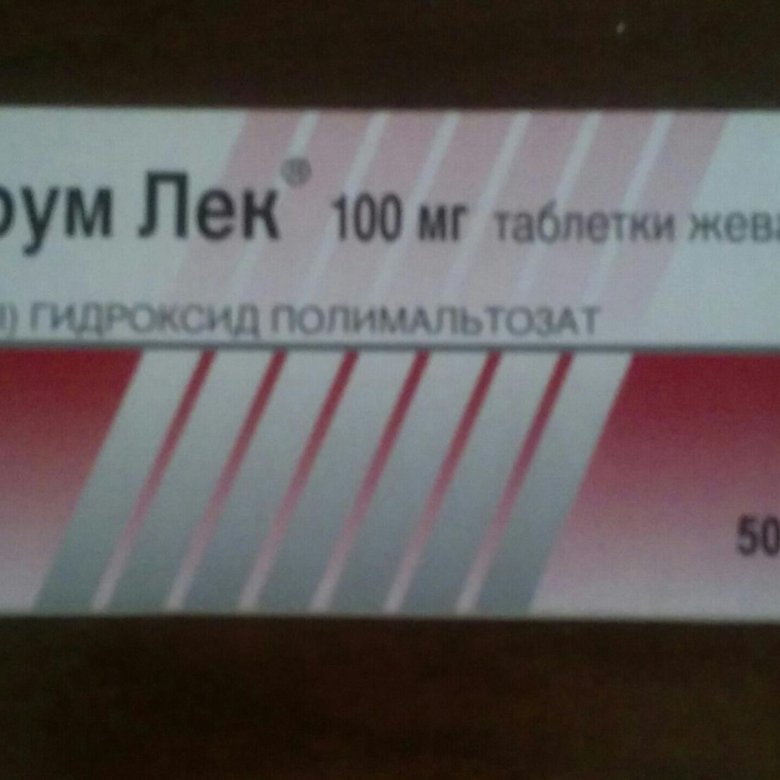 рум Лек® 100 мг таблетки жева
I) ГИДРОКСИД ПОЛИМАЛЬТОЗАТ
50